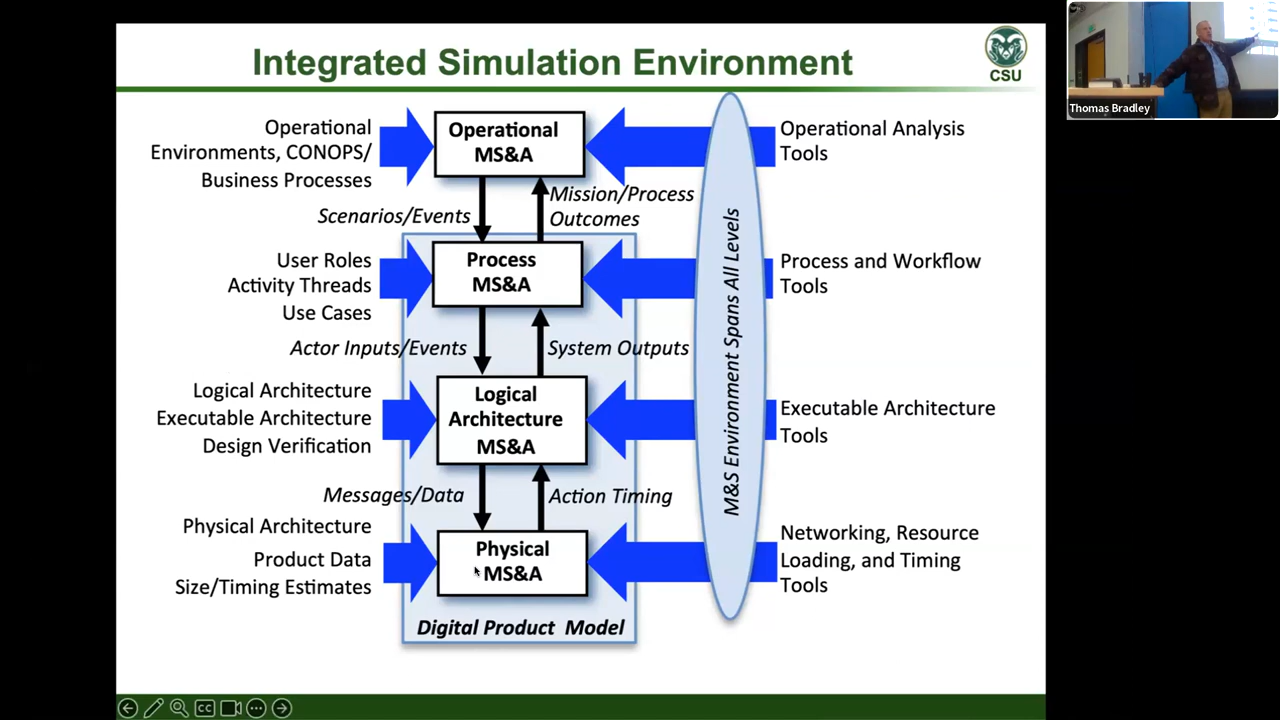 Integrated Simulation Environment
CSU
Thomas Bradley
Operational
Environments, CONOPS/
Business Processes
Operational
MS&A
Operational Analysis
Tools
Scenarios/Events
Mission/Process
Outcomes
User Roles
Activity Threads
Use Cases
Process
MS&A
Process and Workflow
Tools
Actor Inputs/Events
System Outputs
Logical Architecture
Executable Architecture
Design Verification
Logical
Architecture
MS&A
Executable Architecture
Tools
Messages/Data
Action Timing
Physical Architecture
Product Data
Size/Timing Estimates
Physical
MS&A
Networking, Resource
Loading, and Timing
Tools
Digital Product Model
M&S Environment Spans All Levels
CC